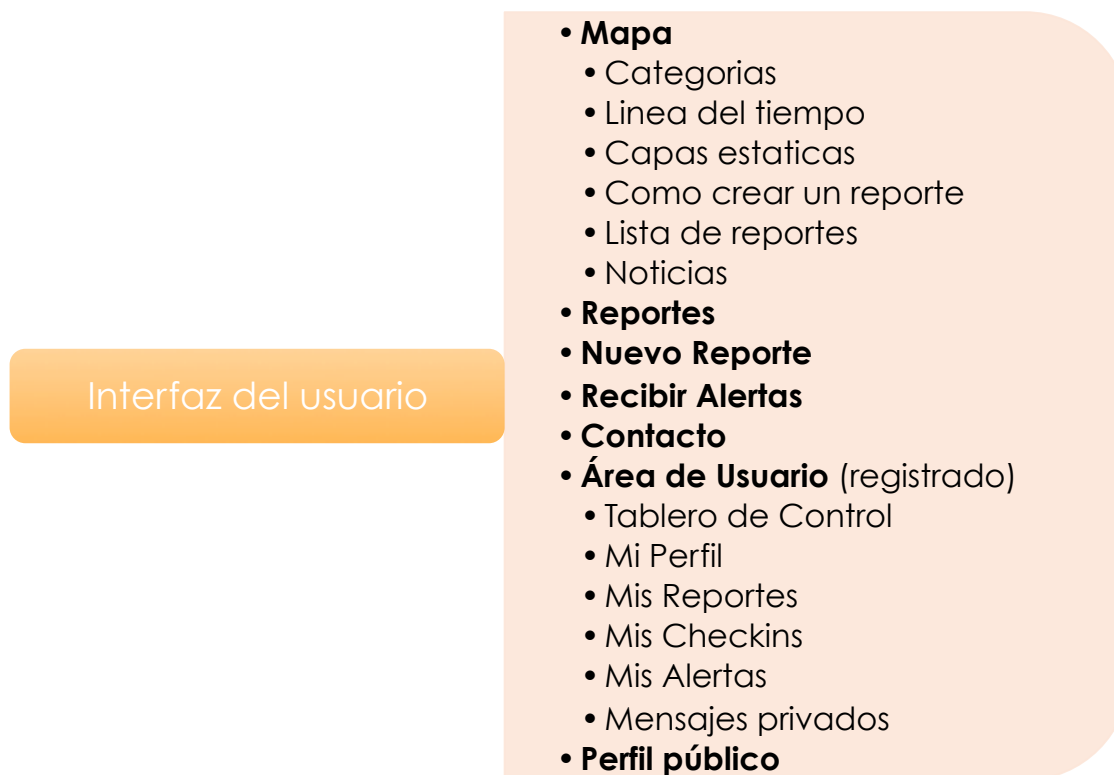 Interfaz del usuario
• Mapa
• Categorias
• Linea del tiempo
• Capas estaticas
• Como crear un reporte
• Lista de reportes
• Noticias
• Reportes
• Nuevo Reporte
• Recibir Alertas
• Contacto
• Área de Usuario (registrado)
• Tablero de Control
• Mi Perfil
• Mis Reportes
• Mis Checkins
• Mis Alertas
• Mensajes privados
• Perfil público